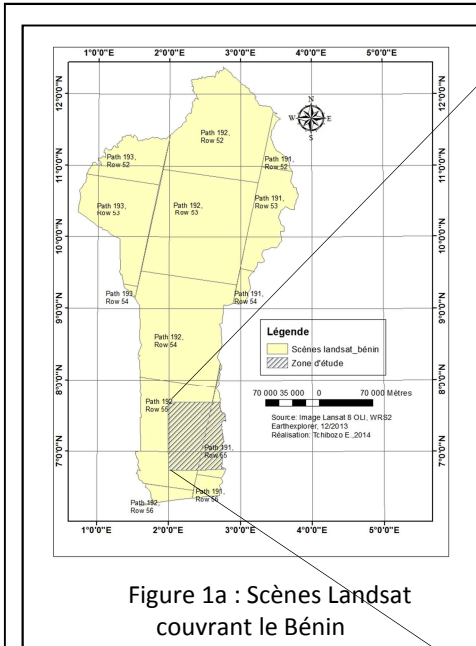 1°0'0"E 2°0'0"E 3°0'0"E 4°0'0"E 5°0'0"E
12°0'0"N
11°0'0"N
10°0'0"N
9°0'0"N
8°0'0"N
7°0'0"N
N
W E
S
Path 192,
Row 52
Path 193,
Row 52
Path 191,
Row 52
Path 193,
Row 53
Path 192,
Row 53
Path 191,
Row 53
Path 193,
Row 54
Path 191,
Row 54
Path 192,
Row 54
Path 192,
Row 55
Path 191,
Row 55
Path 192,
Row 56
Path 191,
Row 56
Légende
Scènes landsat_bénin
Zone d'étude
70 000 35 000 0 70 000 Mètres
Source: Image Lansat 8 OLI, WRS2
Earthexplorer, 12/2013
Réalisation: Tchibozo E.,2014
12°0'0"N
11°0'0"N
10°0'0"N
9°0'0"N
8°0'0"N
7°0'0"N
1°0'0"E 2°0'0"E 3°0'0"E 4°0'0"E 5°0'0"E
Figure 1a : Scènes Landsat
couvrant le Bénin